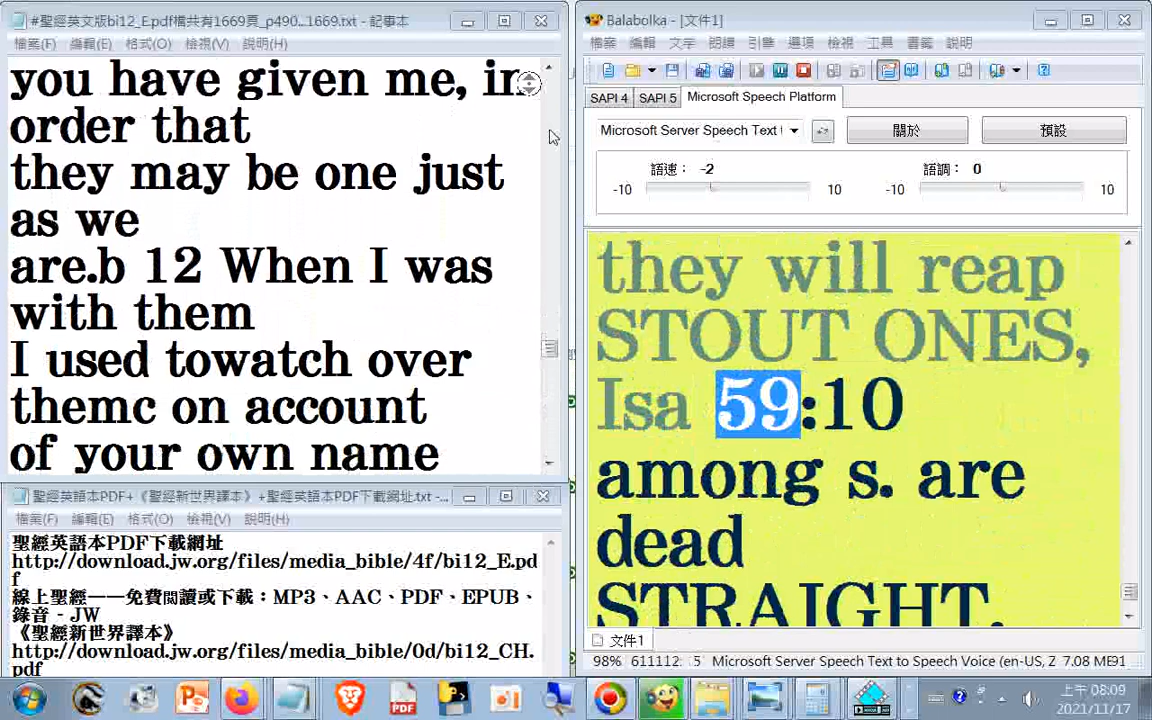 #聖經英文版bi12_E.pdf檔共有1669頁_p490...1669.txt - 記事本
檔案(F) 編輯(E) 格式(O) 檢視(V) 說明(H)
you have given me, in
order that
they may be one just
as we
are.b 12 When I was
with them
I used towatch over
themc on account
of your own name
聖經英語本PDF+《聖經新世界譯本》+聖經英語本PDF下載網址.txt -...
檔案(F) 編輯(E) 格式(O) 檢視(V) 說明(H)
聖經英語本PDF下載網址
http://download.jw.org/files/media_bible/4f/bi12_E.pd
f
線上聖經——免費閱讀或下載：MP3、AAC、PDF、EPUB、
錄音 - JW
《聖經新世界譯本》
http://download.jw.org/files/media_bible/0d/bi12_CH.
pdf
Balabolka - [文件1]
檔案 編輯 文字 朗讀 引擎 選項 檢視 工具 書籤 說明
SAPI 4 SAPI 5 Microsoft Speech Platform
Microsoft Server Speech Text 關於 預設
語速： -2 語調： 0
-10 10 -10 10
they will reap
STOUT ONES,
Isa 59:10
among s. are
dead
STRAIGHT.
文件1
98% 611112: 5 Microsoft Server Speech Text to Speech Voice (en-US, Z 7.08 ME91
上午 08:09
2021/11/17